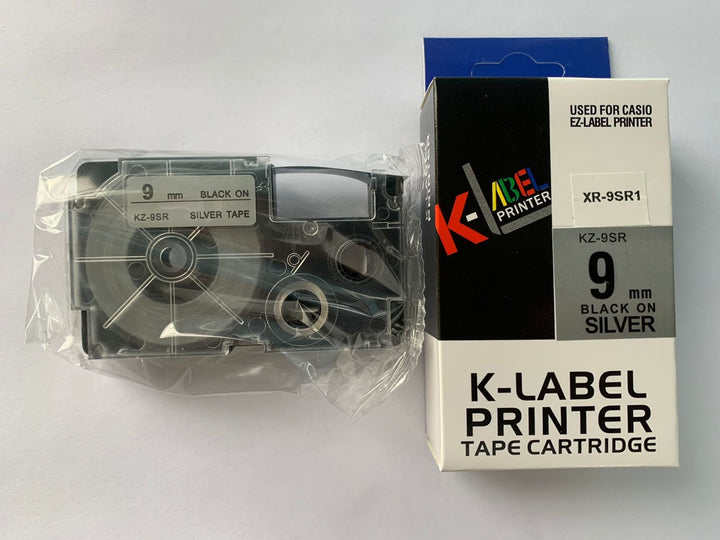 9 mm BLACK ON
KZ-9SR SILVER TAPE
9
USED FOR CASIO
EZ-LABEL PRINTER
K-LABEL
PRINTER
XR-9SR1
KZ-9SR
9 mm
BLACK ON
SILVER
K-LABEL
PRINTER
TAPE CARTRIDGE